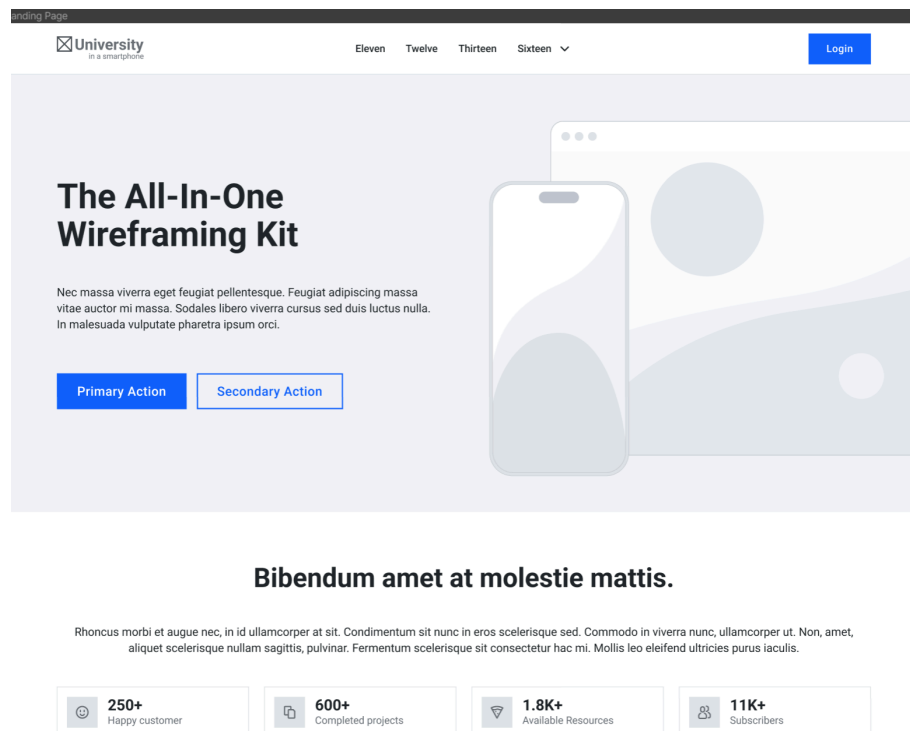 anding Page
University
in a smartphone
Eleven Twelve Thirteen Sixteen
Login
The All-In-One
Wireframing Kit
Nec massa viverra eget feugiat pellentesque. Feugiat adipiscing massa
vitae auctor mi massa. Sodales libero viverra cursus sed duis luctus nulla.
In malesuada vulputate pharetra ipsum orci.
Primary Action
Secondary Action
Bibendum amet at molestie mattis.
Rhoncus morbi et augue nec, in id ullamcorper at sit. Condimentum sit nunc in eros scelerisque sed. Commodo in viverra nunc, ullamcorper ut. Non, amet,
aliquet scelerisque nullam sagittis, pulvinar. Fermentum scelerisque sit consectetur hac mi. Mollis leo eleifend ultricies purus iaculis.
250+
Happy customer
600+
Completed projects
1.8K+
Available Resources
11K+
Subscribers